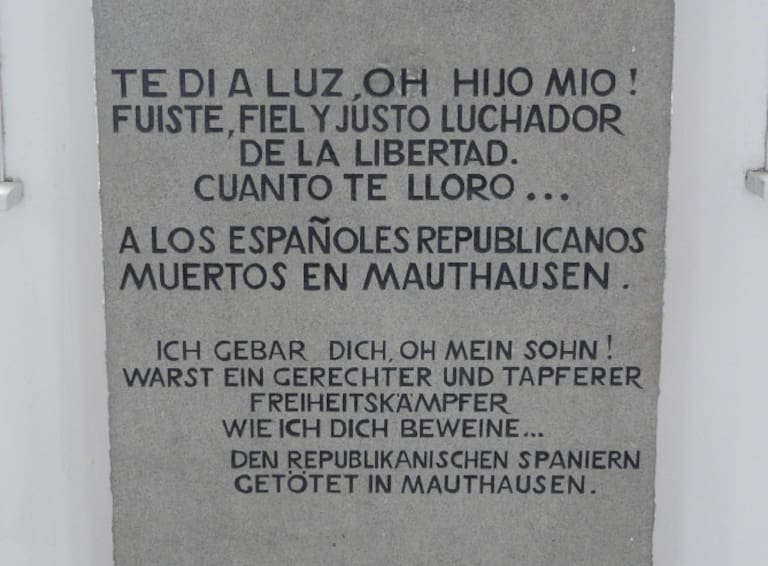 TE DI A LUZ, OH HIJO MIO!
FUISTE, FIEL Y JUSTO LUCHADOR
DE LA LIBERTAD.
CUANTO TE LLORO...
A LOS ESPAÑOLES REPUBLICANOS
MUERTOS EN MAUTHAUSEN.
ICH GEBAR DICH, OH MEIN SOHN!
WARST EIN GERECHTER UND TAPFERER
FREIHEITSKÄMPFER
WIE ICH DICH BEWEINE...
DEN REPUBLIKANISCHEN SPANIERN
GETÖTET IN MAUTHAUSEN.